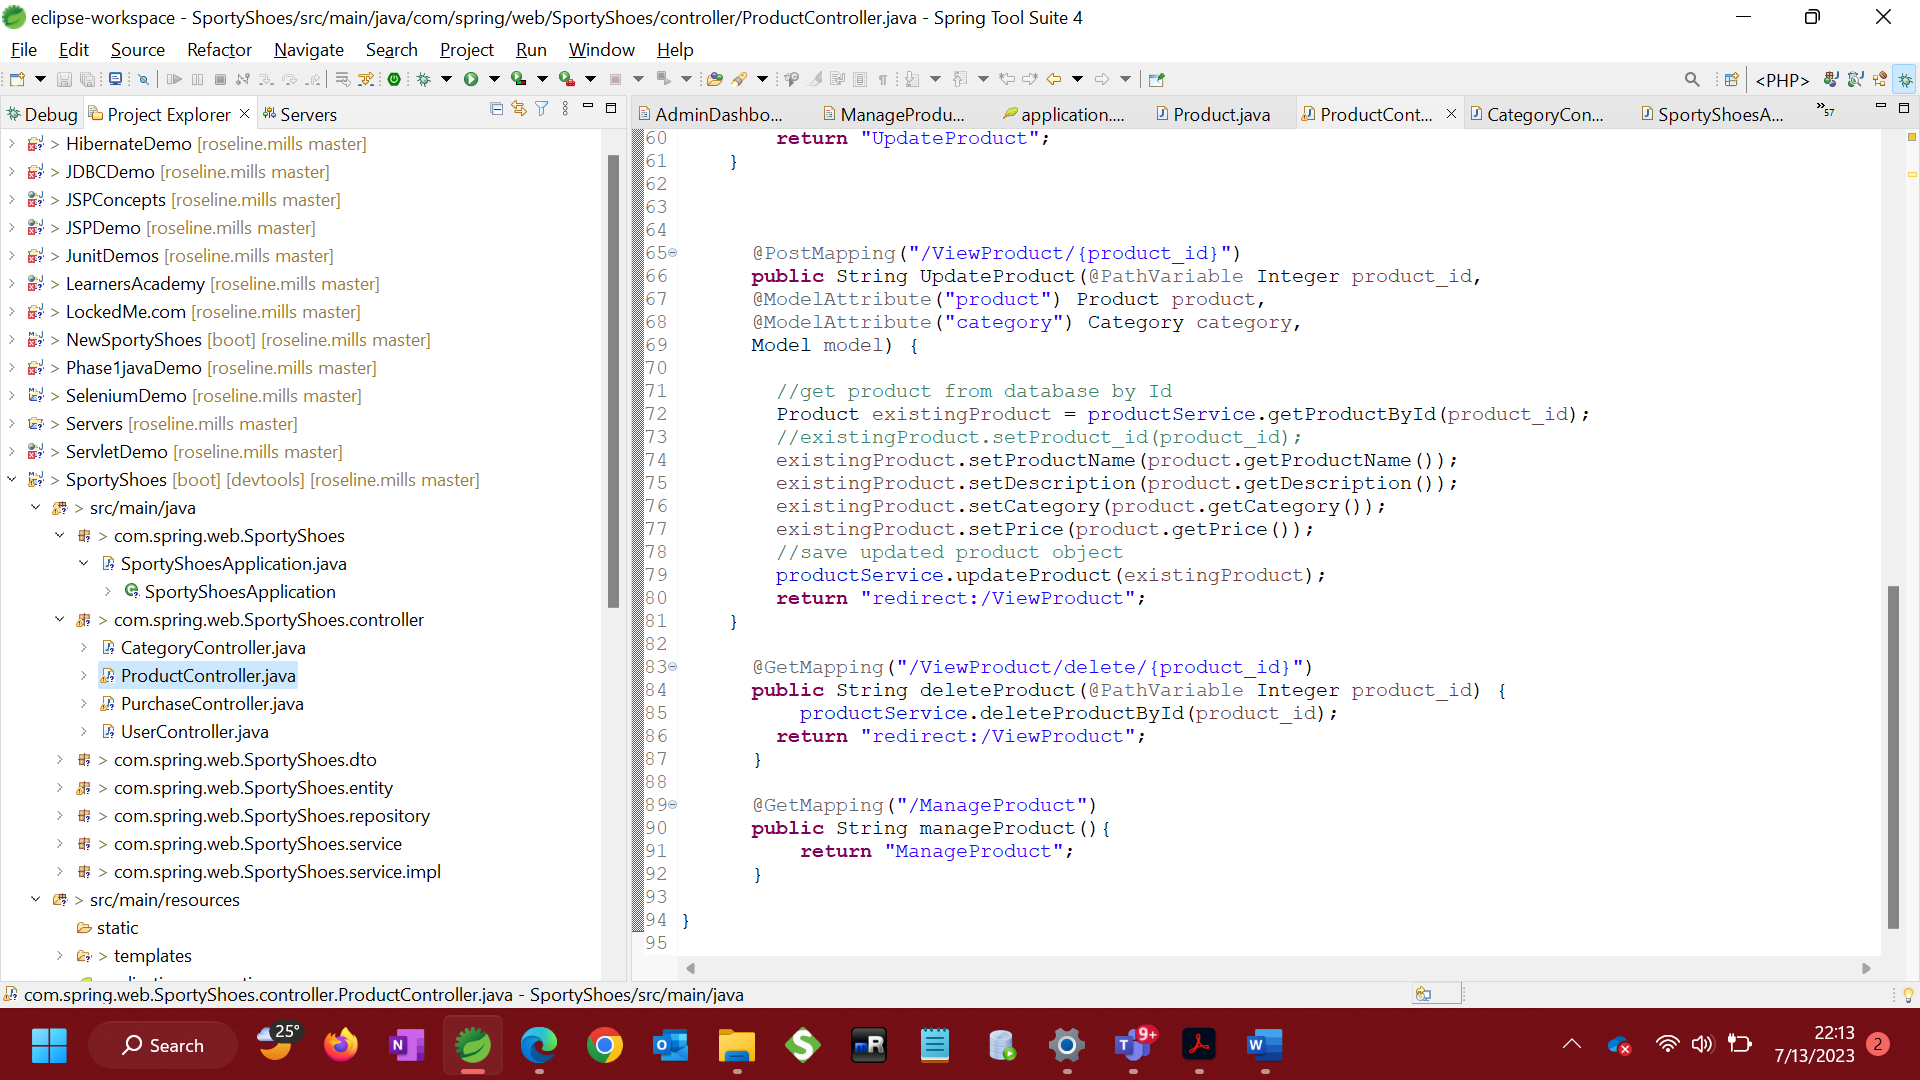 eclipse-workspace - SportyShoes/src/main/java/com/spring/web/SportyShoes/controller/ProductController.java - Spring Tool Suite 4
File Edit Source Refactor Navigate Search Project Run Window Help
<PHP>
Debug Project Explorer Servers
AdminDashbo... ManageProdu... application.... Product.java ProductCont... CategoryCon... SportyShoesA... »57
> HibernateDemo [roseline.mills master]
> JDBCDemo [roseline.mills master]
> JSPConcepts [roseline.mills master]
> JSPDemo [roseline.mills master]
> JunitDemos [roseline.mills master]
> LearnersAcademy [roseline.mills master]
> LockedMe.com [roseline.mills master]
> NewSportyShoes [boot] [roseline.mills master]
> Phase1javaDemo [roseline.mills master]
> SeleniumDemo [roseline.mills master]
> Servers [roseline.mills master]
> ServletDemo [roseline.mills master]
> SportyShoes [boot] [devtools] [roseline.mills master]
> src/main/java
> com.spring.web.SportyShoes
SportyShoesApplication.java
SportyShoesApplication
> com.spring.web.SportyShoes.controller
CategoryController.java
ProductController.java
PurchaseController.java
UserController.java
> com.spring.web.SportyShoes.dto
> com.spring.web.SportyShoes.entity
> com.spring.web.SportyShoes.repository
> com.spring.web.SportyShoes.service
> com.spring.web.SportyShoes.service.impl
> src/main/resources
static
> templates
60 return "UpdateProduct";
61 }
62
63
64
65 @PostMapping("/ViewProduct/{product_id}")
66 public String UpdateProduct(@PathVariable Integer product_id,
67 @ModelAttribute("product") Product product,
68 @ModelAttribute("category") Category category,
69 Model model) {
70
71 //get product from database by Id
72 Product existingProduct = productService.getProductById(product_id);
73 //existingProduct.setProduct_id(product_id);
74 existingProduct.setProductName(product.getProductName());
75 existingProduct.setDescription(product.getDescription());
76 existingProduct.setCategory(product.getCategory());
77 existingProduct.setPrice(product.getPrice());
78 //save updated product object
79 productService.updateProduct(existingProduct);
80 return "redirect:/ViewProduct";
81 }
82
83 @GetMapping("/ViewProduct/delete/{product_id}")
84 public String deleteProduct(@PathVariable Integer product_id) {
85 productService.deleteProductById(product_id);
86 return "redirect:/ViewProduct";
87 }
88
89 @GetMapping("/ManageProduct")
90 public String manageProduct(){
91 return "ManageProduct";
92 }
93
94 }
95
com.spring.web.SportyShoes.controller.ProductController.java - SportyShoes/src/main/java
Search
25°
9+
22:13
7/13/2023
2